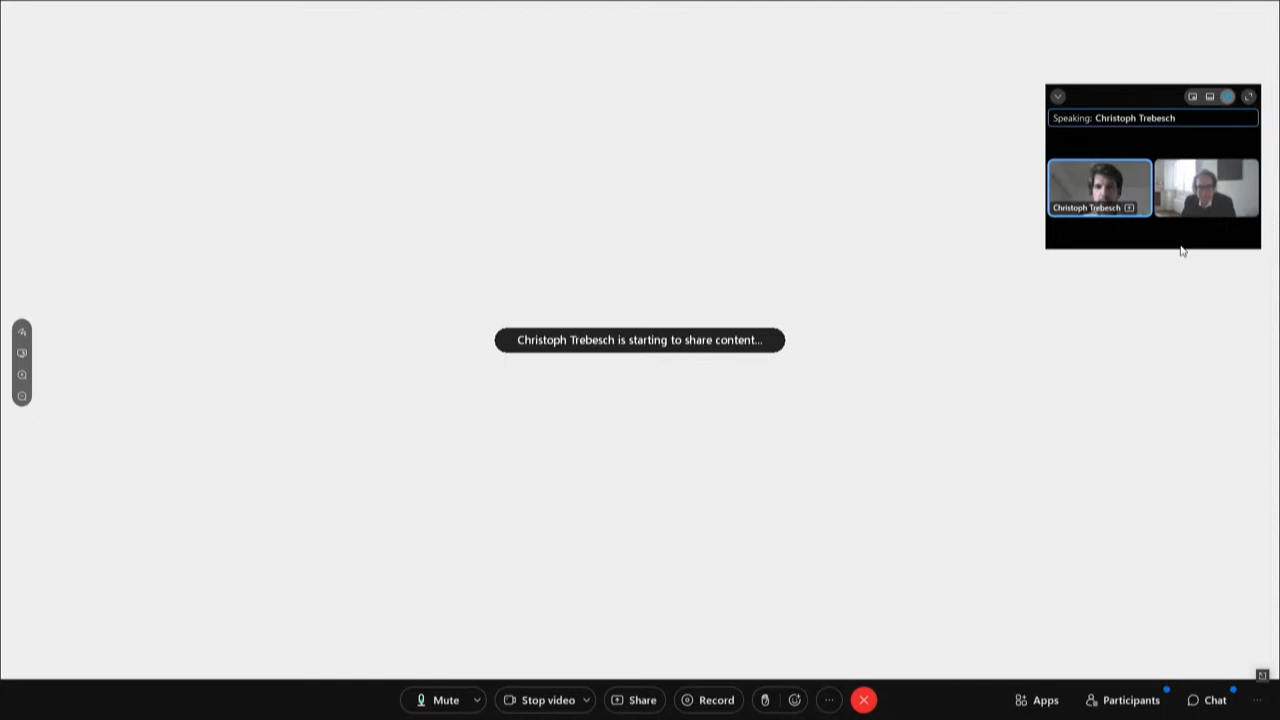 Speaking: Christoph Trebesch
Christoph Trebesch
Christoph Trebesch is starting to share content...
Mute
Stop video
Share
Record
Apps
Participants
Chat